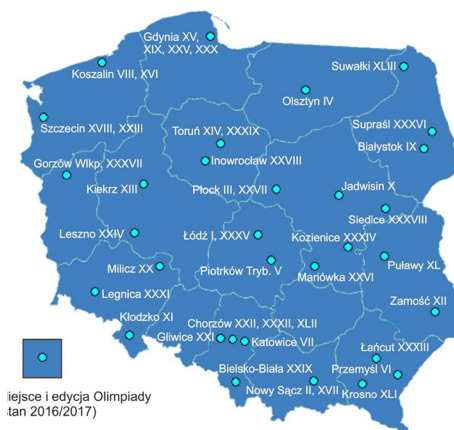 Gdynia XV,
XIX, XXV, XXX
Koszalin VIII, XVI
Suwałki XLIII
Olsztyn IV
Szczecin XVIII, XXIII
Toruń XIV, XXXIX
Supraśl XXXVI
Inowrocław XXVIII
Białystok IX
Gorzów Wlkp. XXXVII
Kiekrz XIII
Płock III, XXVII
Jadwisin X
Siedlce XXXVIII
Leszno XXIV
Łódź I, XXXV
Kozienice XXXIV
Milicz XX
Piotrków Tryb. V
Mariówka XXVI
Puławy XL
Legnica XXXI
Zamość XII
Kłodzko XI
Chorzów XXII, XXXII, XLII
Gliwice XXI
Katowice VII
Łańcut XXXIII
Bielsko-Biała XXIX
Przemyśl VI
Nowy Sącz II, XVII
Krosno XLI
iejsce i edycja Olimpiady
stan 2016/2017)